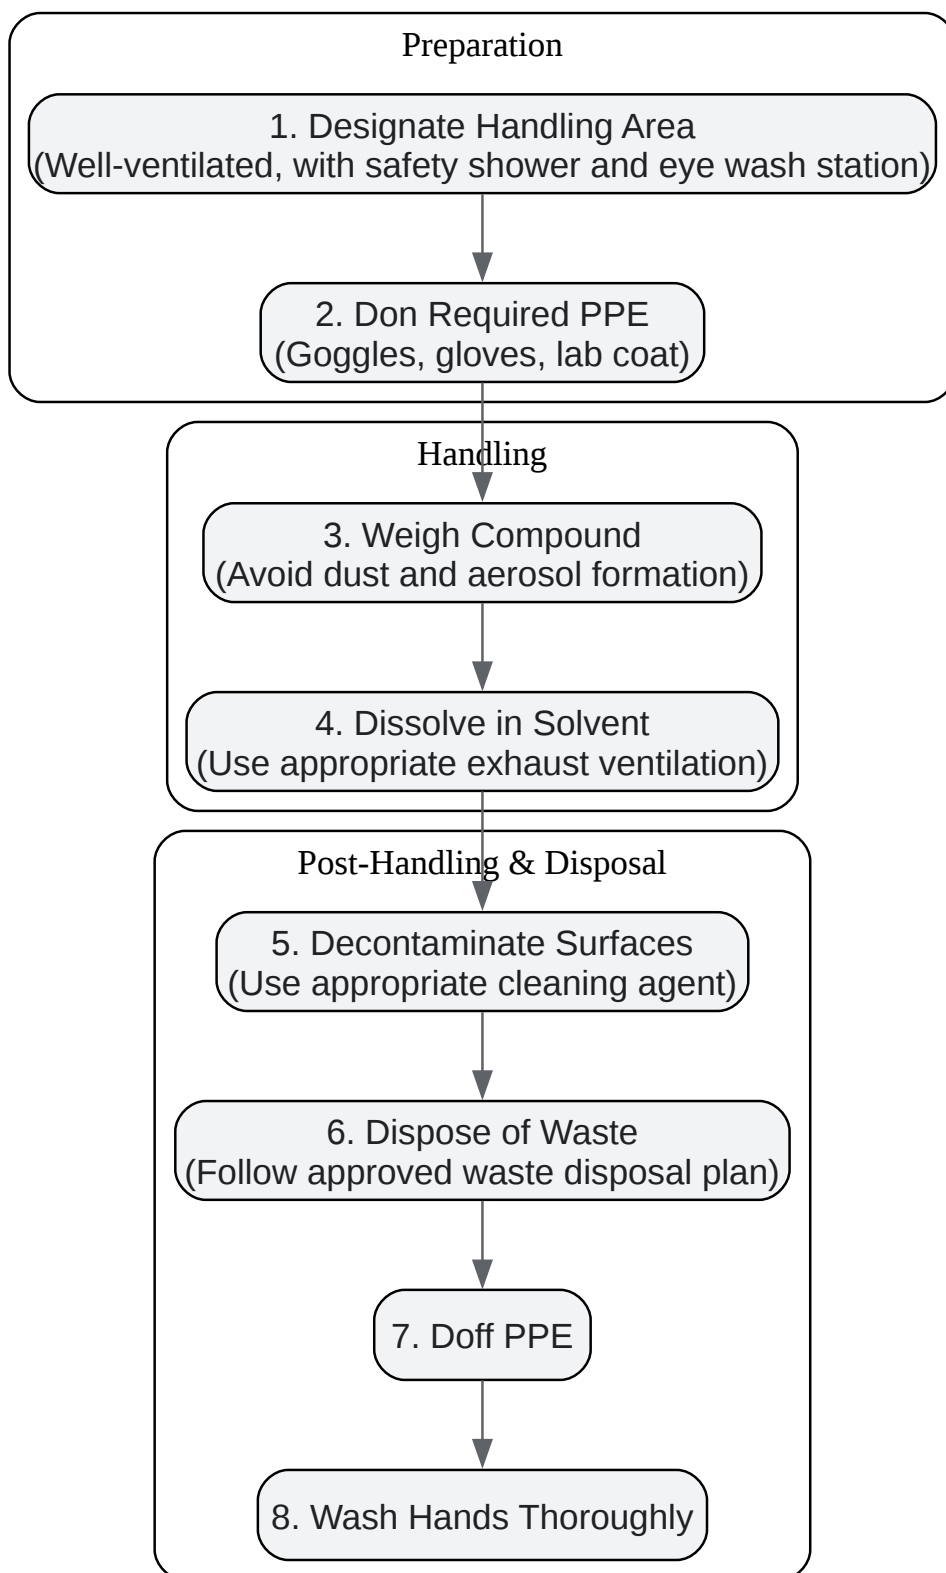 Preparation
1. Designate Handling Area
(Well-ventilated, with safety shower and eye wash station)
2. Don Required PPE
(Goggles, gloves, lab coat)
Handling
3. Weigh Compound
(Avoid dust and aerosol formation)
4. Dissolve in Solvent
(Use appropriate exhaust ventilation)
Post-Handling & Disposal
5. Decontaminate Surfaces
(Use appropriate cleaning agent)
6. Dispose of Waste
(Follow approved waste disposal plan)
7. Doff PPE
8. Wash Hands Thoroughly